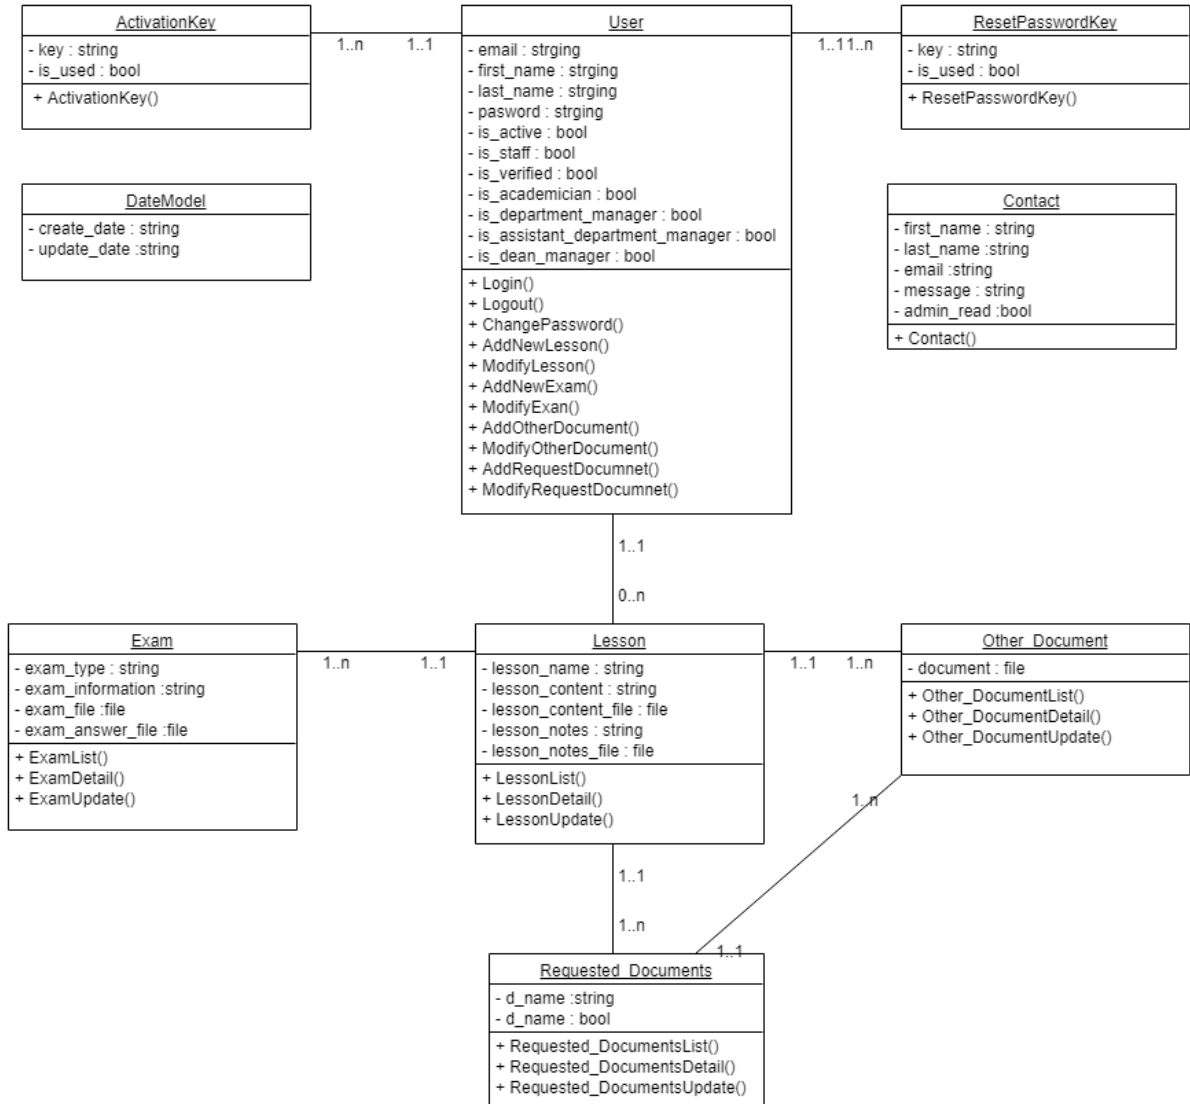 ActivationKey
- key : string
- is_used : bool
+ ActivationKey()
1..n
1..1
User
- email : strging
- first_name : strging
- last_name : strging
- pasword : strging
- is_active : bool
- is_staff : bool
- is_verified : bool
- is_academician : bool
- is_department_manager : bool
- is_assistant_department_manager : bool
- is_dean_manager : bool
+ Login()
+ Logout()
+ ChangePassword()
+ AddNewLesson()
+ ModifyLesson()
+ AddNewExam()
+ ModifyExan()
+ AddOtherDocument()
+ ModifyOtherDocument()
+ AddRequestDocumnet()
+ ModifyRequestDocumnet()
1..11..n
ResetPasswordKey
- key : string
- is_used : bool
+ ResetPasswordKey()
DateModel
- create_date : string
- update_date :string
Contact
- first_name : string
- last_name :string
- email :string
- message : string
- admin_read :bool
+ Contact()
1..1
0..n
Exam
- exam_type : string
- exam_information :string
- exam_file :file
- exam_answer_file :file
+ ExamList()
+ ExamDetail()
+ ExamUpdate()
1..n
1..1
Lesson
- lesson_name : string
- lesson_content : string
- lesson_content_file : file
- lesson_notes : string
- lesson_notes_file : file
+ LessonList()
+ LessonDetail()
+ LessonUpdate()
1..1
1..n
Other_Document
- document : file
+ Other_DocumentList()
+ Other_DocumentDetail()
+ Other_DocumentUpdate()
1..n
1..1
1..1
1..n
Requested_Documents
- d_name :string
- d_name : bool
+ Requested_DocumentsList()
+ Requested_DocumentsDetail()
+ Requested_DocumentsUpdate()